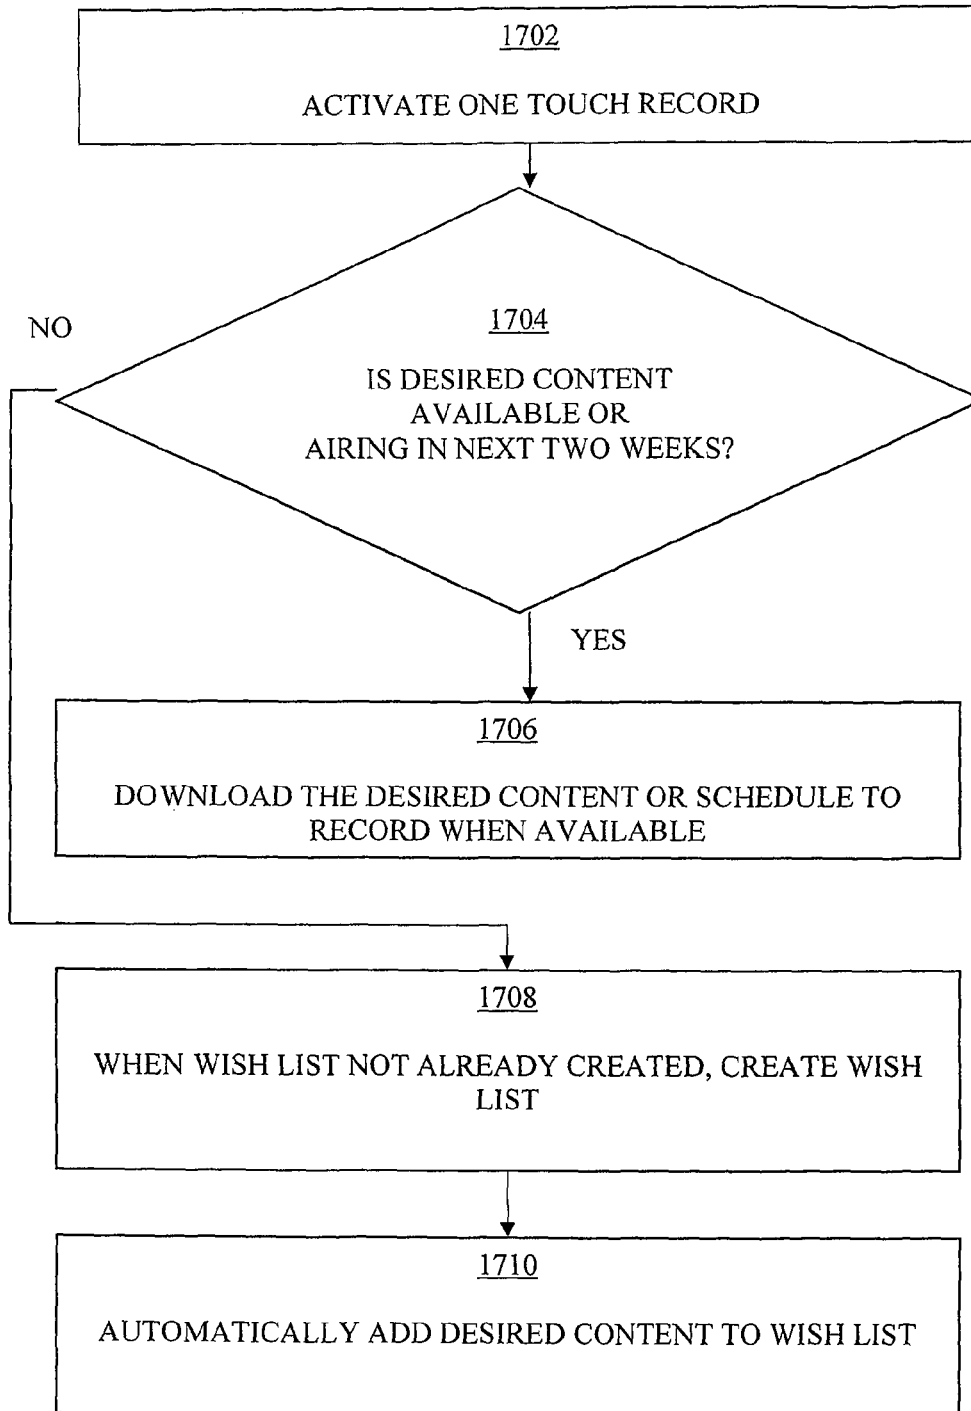 1702
ACTIVATE ONE TOUCH RECORD
NO
1704
IS DESIRED CONTENT
AVAILABLE OR
AIRING IN NEXT TWO WEEKS?
YES
1706
DOWNLOAD THE DESIRED CONTENT OR SCHEDULE TO
RECORD WHEN AVAILABLE
1708
WHEN WISH LIST NOT ALREADY CREATED, CREATE WISH
LIST
1710
AUTOMATICALLY ADD DESIRED CONTENT TO WISH LIST